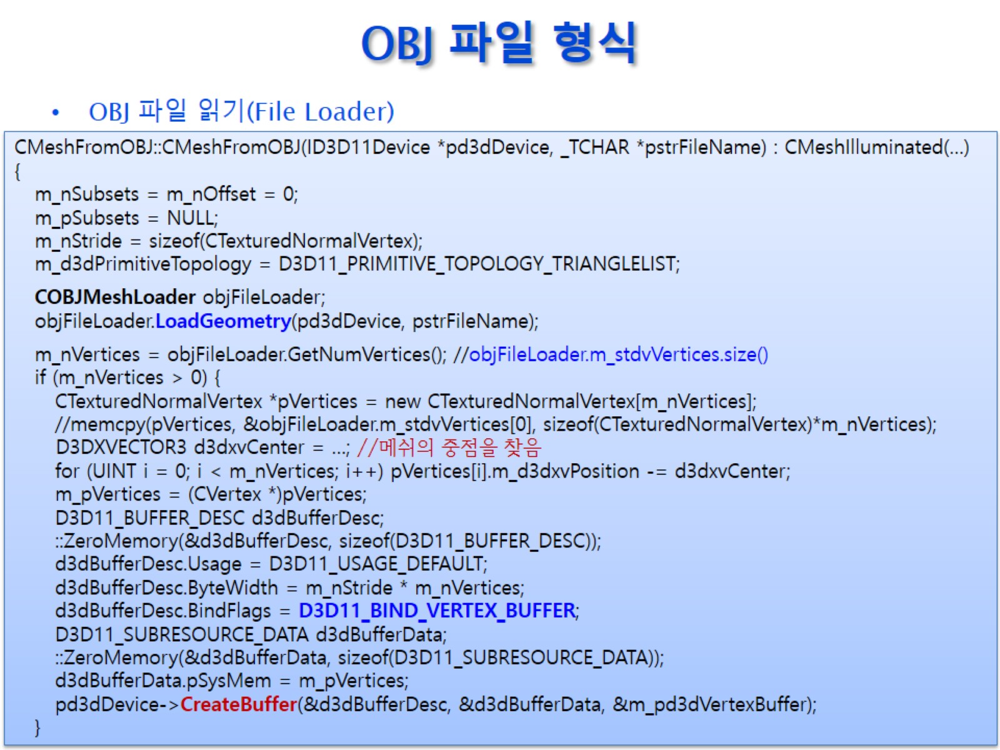 OBJ 파일 형식
• OBJ 파일 읽기(File Loader)
CMeshFromOBJ::CMeshFromOBJ(ID3D11Device *pd3dDevice, _TCHAR *pstrFileName) : CMeshIlluminated(...)
{
m_nSubsets = m_nOffset = 0;
m_pSubsets = NULL;
m_nStride = sizeof(CTexturedNormalVertex);
m_d3dPrimitiveTopology = D3D11_PRIMITIVE_TOPOLOGY_TRIANGLELIST;
COBJMeshLoader objFileLoader;
objFileLoader.LoadGeometry(pd3dDevice, pstrFileName);
m_nVertices = objFileLoader.GetNumVertices(); //objFileLoader.m_stdvVertices.size()
if (m_nVertices > 0) {
CTexturedNormalVertex *pVertices = new CTexturedNormalVertex[m_nVertices];
//memcpy(pVertices, &objFileLoader.m_stdvVertices[0], sizeof(CTexturedNormalVertex)*m_nVertices);
D3DXVECTOR3 d3dxvCenter = ...; //메쉬의 중점을 찾음
for (UINT i = 0; i < m_nVertices; i++) pVertices[i].m_d3dxvPosition -= d3dxvCenter;
m_pVertices = (CVertex *)pVertices;
D3D11_BUFFER_DESC d3dBufferDesc;
::ZeroMemory(&d3dBufferDesc, sizeof(D3D11_BUFFER_DESC));
d3dBufferDesc.Usage = D3D11_USAGE_DEFAULT;
d3dBufferDesc.ByteWidth = m_nStride * m_nVertices;
d3dBufferDesc.BindFlags = D3D11_BIND_VERTEX_BUFFER;
D3D11_SUBRESOURCE_DATA d3dBufferData;
::ZeroMemory(&d3dBufferData, sizeof(D3D11_SUBRESOURCE_DATA));
d3dBufferData.pSysMem = m_pVertices;
pd3dDevice->CreateBuffer(&d3dBufferDesc, &d3dBufferData, &m_pd3dVertexBuffer);
}